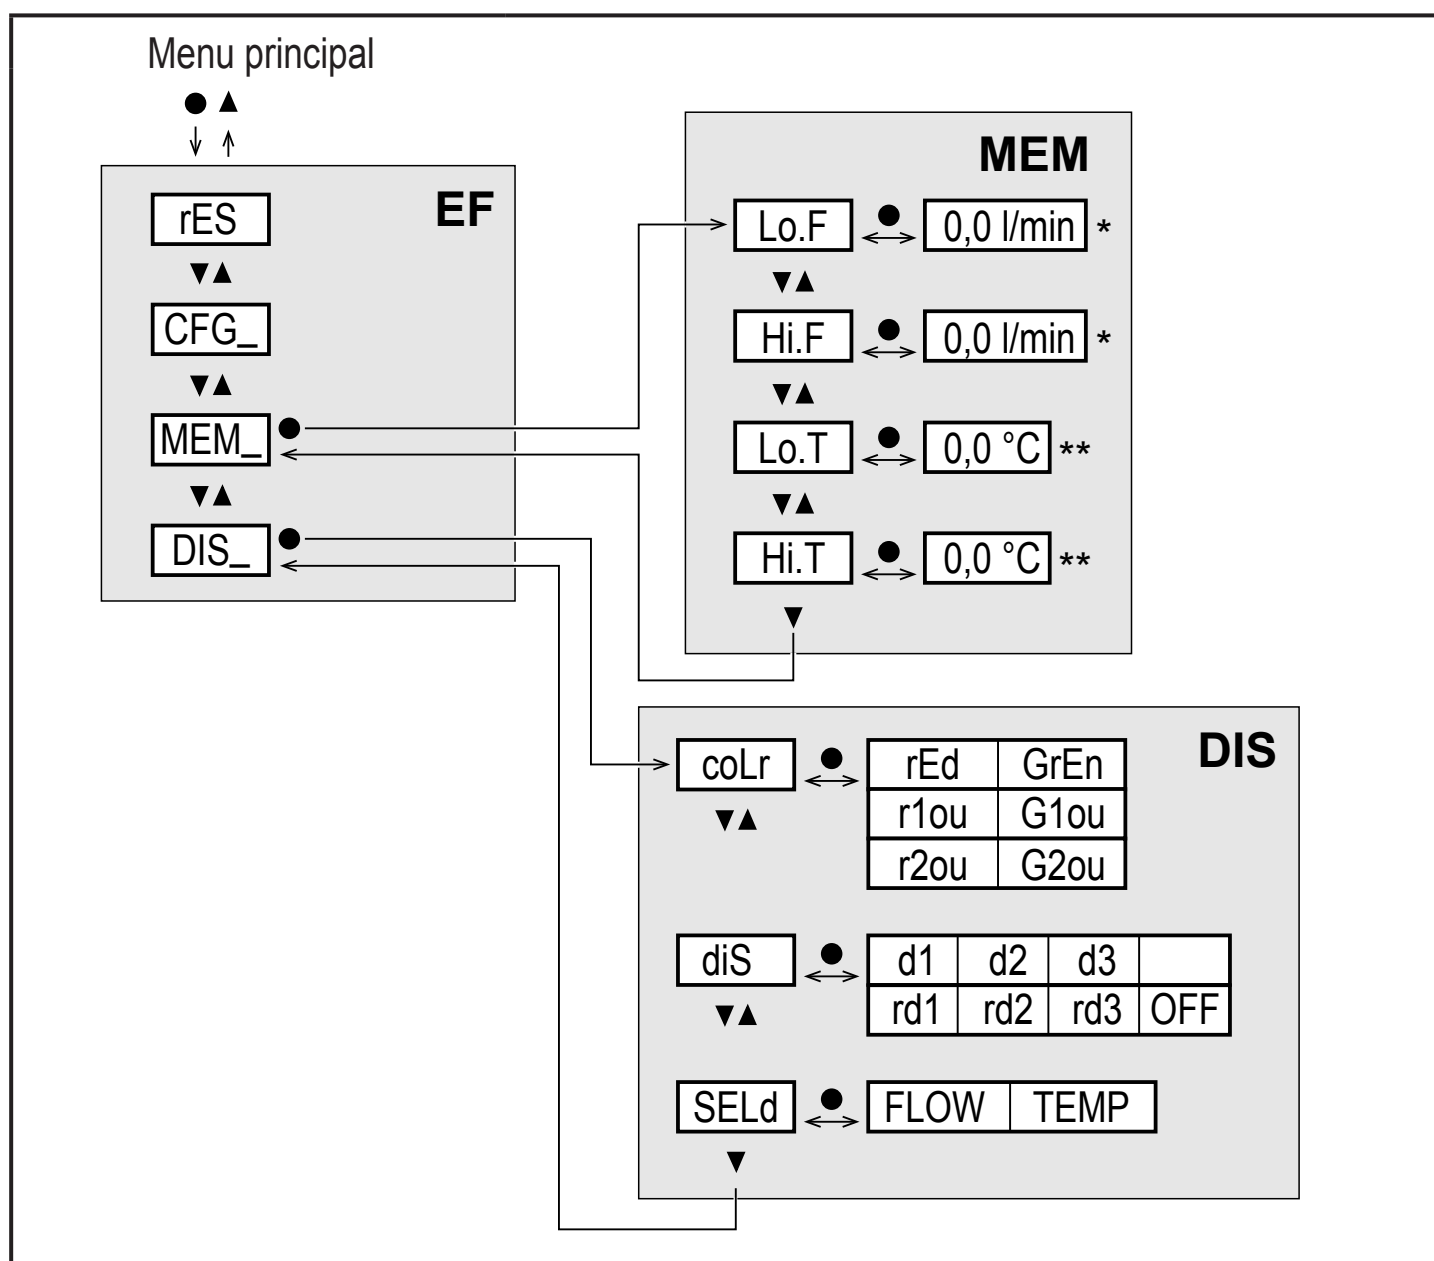 Menu principal
EF
rES
CFG_
MEM_
DIS_
MEM
Lo.F 0,0 l/min *
Hi.F 0,0 l/min *
Lo.T 0,0 °C **
Hi.T 0,0 °C **
DIS
coLr rEd GrEn
r1ou G1ou
r2ou G2ou
diS d1 d2 d3
rd1 rd2 rd3 OFF
SELd FLOW TEMP